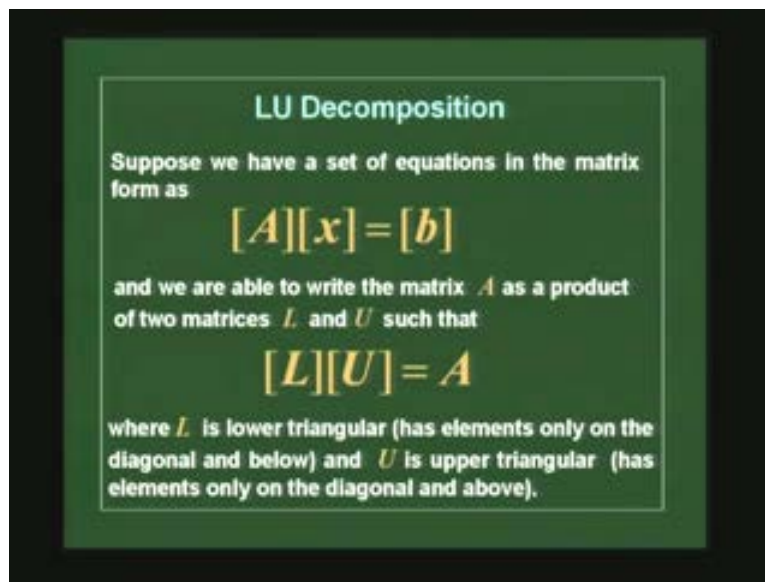 LU Decomposition
Suppose we have a set of equations in the matrix
form as
[A][x]=[b]
and we are able to write the matrix A as a product
of two matrices L and U such that
[L][U]= A
where L is lower triangular (has elements only on the
diagonal and below) and U is upper triangular (has
elements only on the diagonal and above).